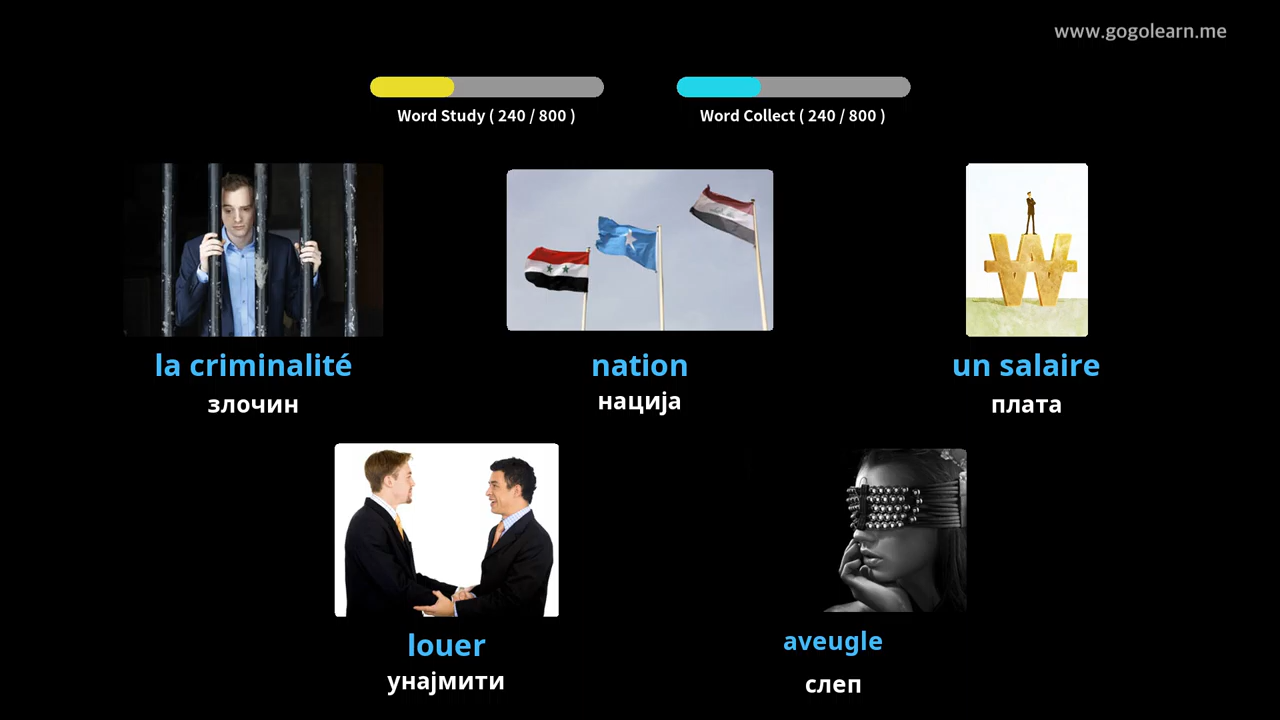 www.gogolearn.me
Word Study ( 240 / 800 )
Word Collect ( 240 / 800 )
la criminalité
злочин
nation
нација
un salaire
плата
louer
унајмити
aveugle
слеп